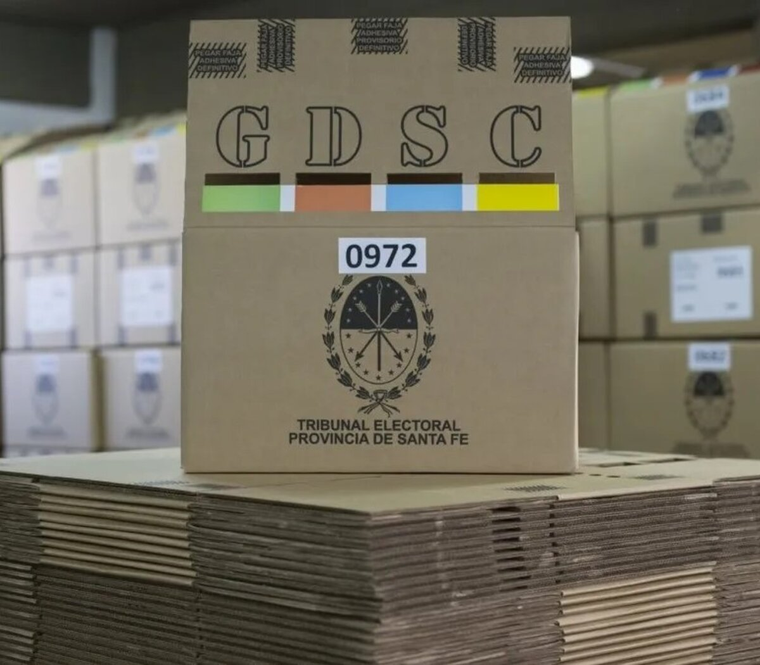 PEGAR FAJA
ADHESIVA
DEFINITIVO
PEGAR FAJA
ADHESIVA
PROVISORIO
DEFINITIVO
PEGAR FAJA
ADHESIVA
DEFINITIVO
G D S C
0972
TRIBUNAL ELECTORAL
PROVINCIA DE SANTA FE